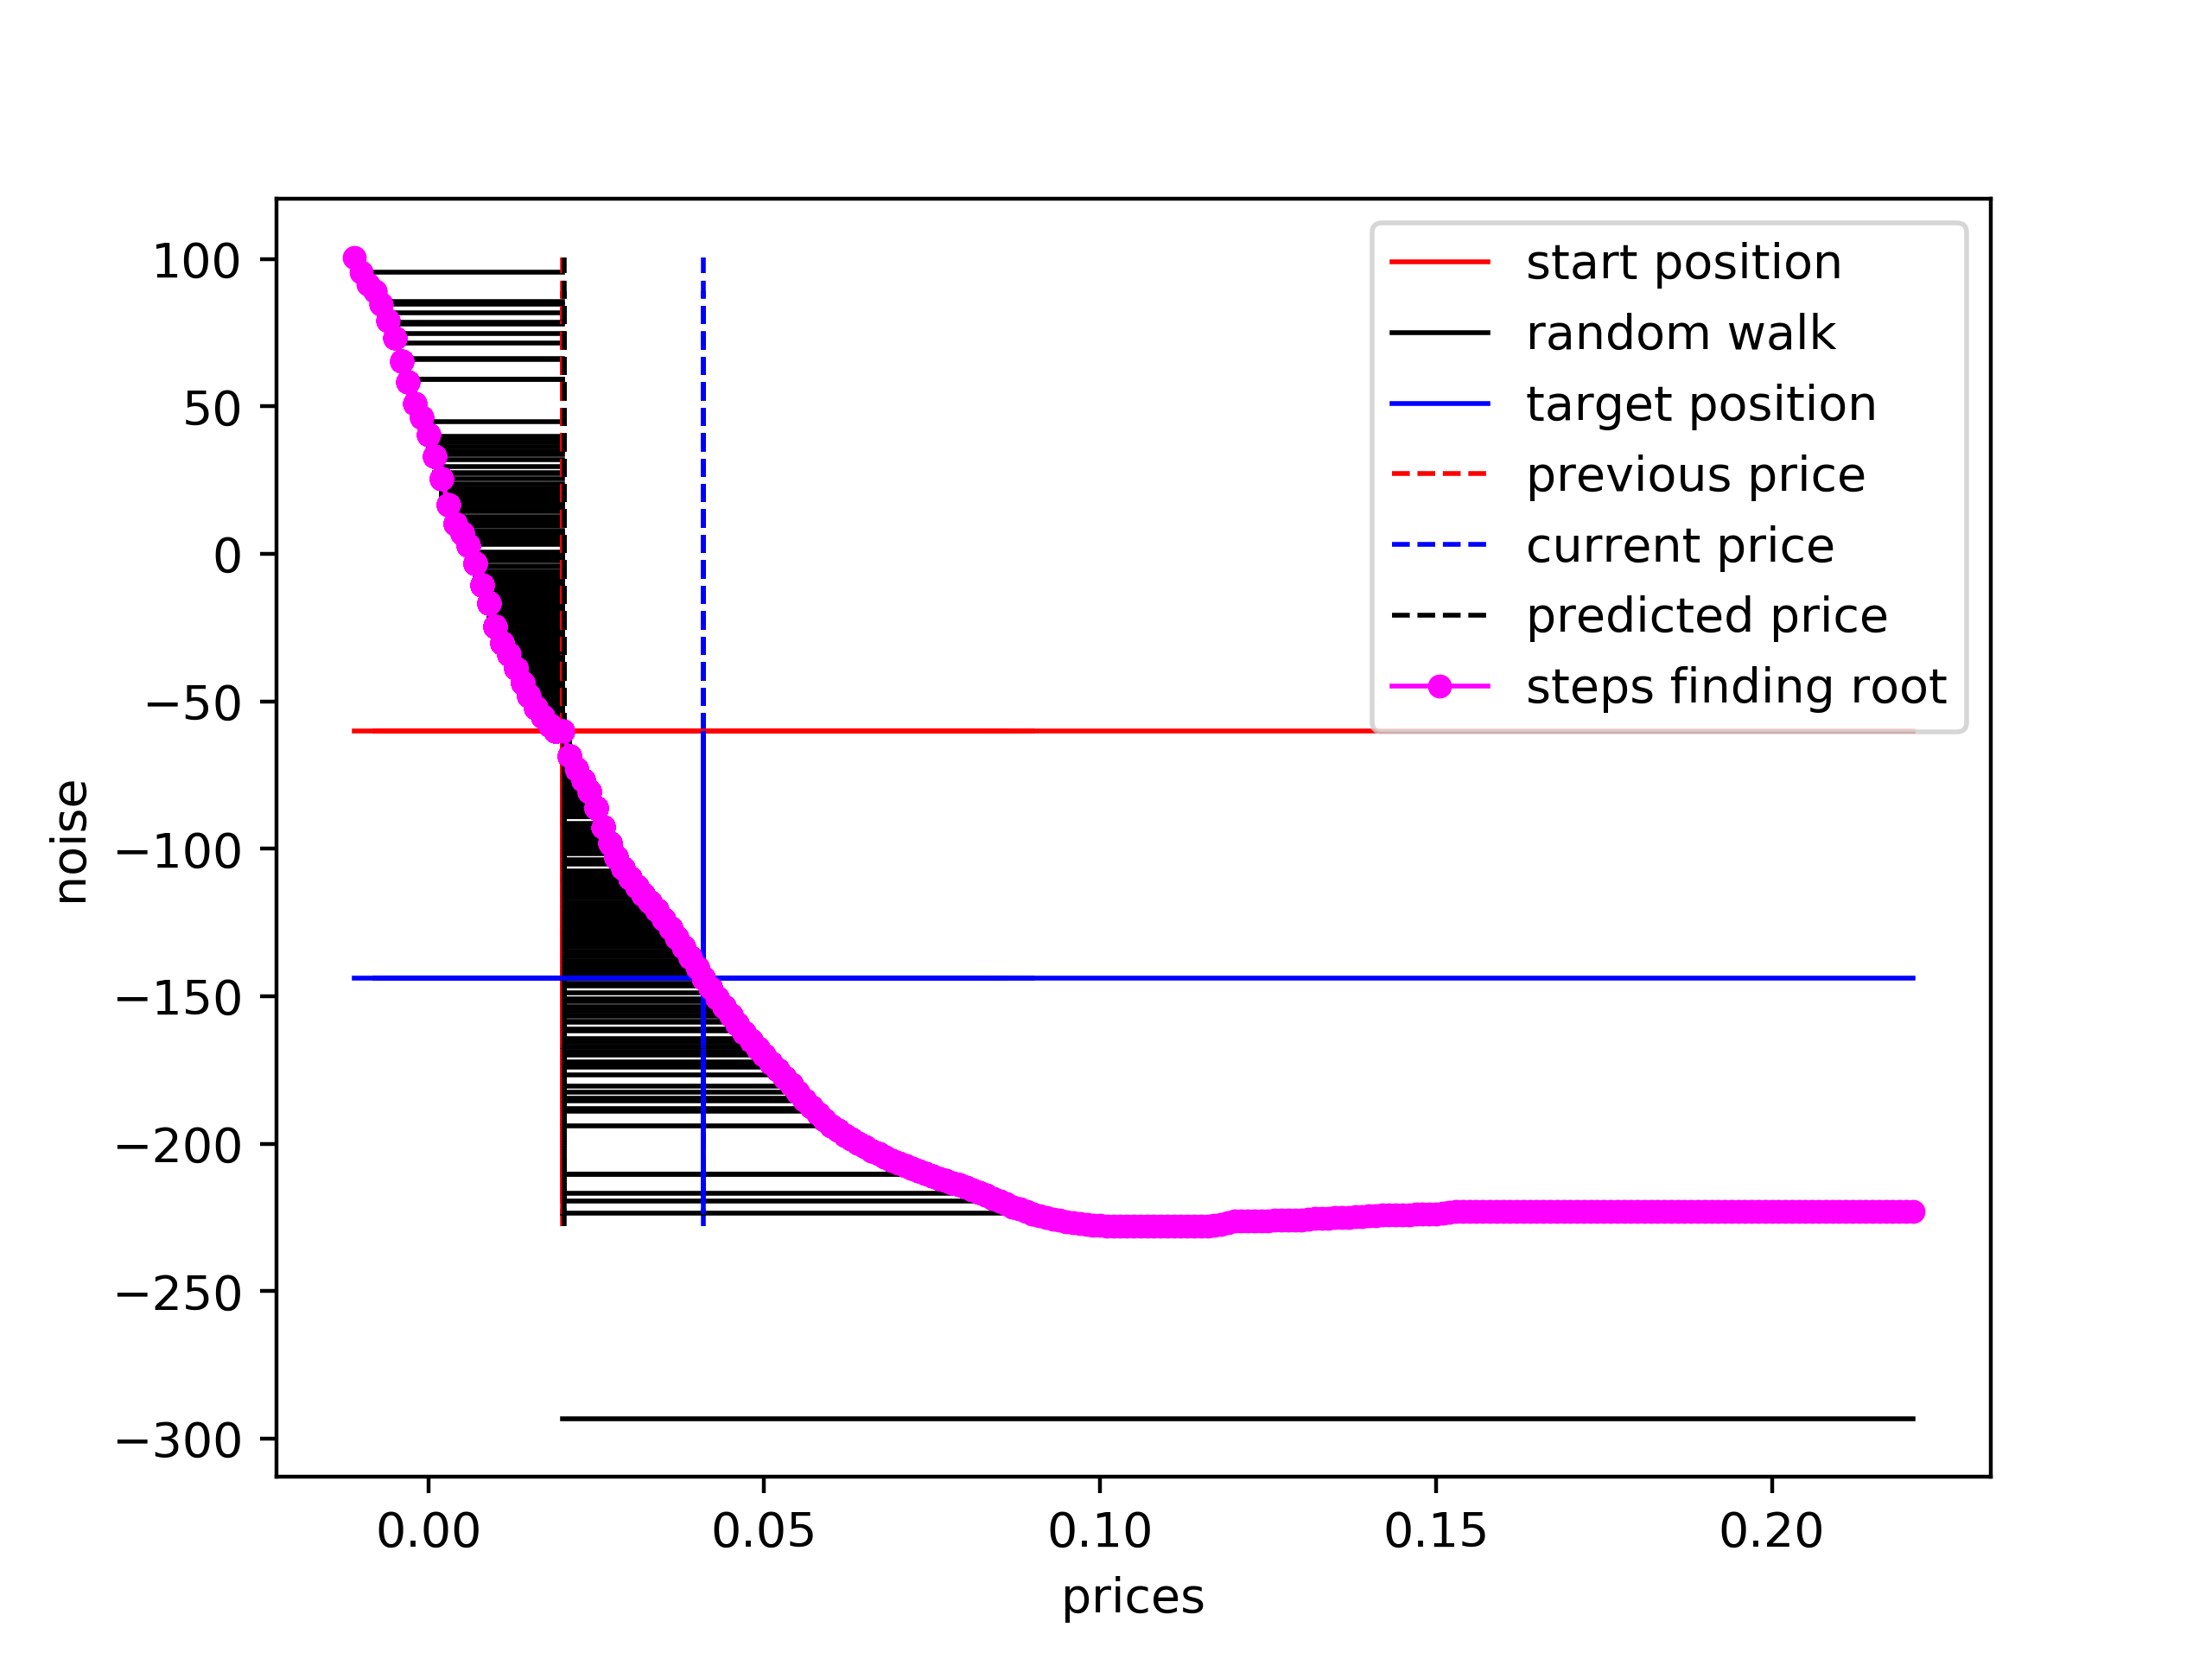 start position
random walk
target position
previous price
current price
predicted price
steps finding root
100
50
0
−50
−100
−150
−200
−250
−300
noise
0.00 0.05 0.10 0.15 0.20
prices